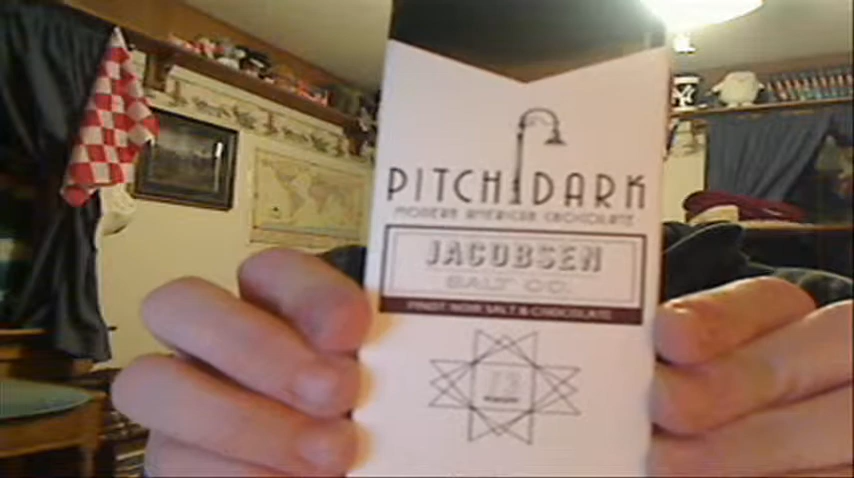 PITCH DARK
MODERN AMERICAN CHOCOLATE
JACOBSEN
SALT CO.
PINOT NOIR SALT & CHOCOLATE